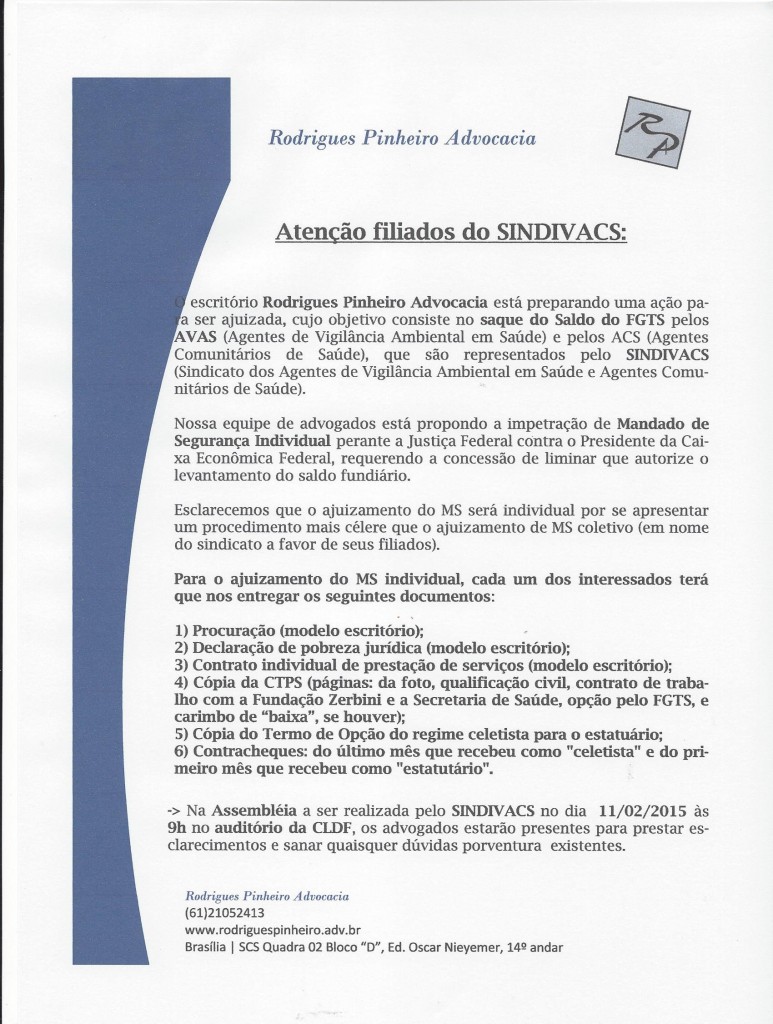 Rodrigues Pinheiro Advocacia
RP
Atenção filiados do SINDIVACS:
O escritório Rodrigues Pinheiro Advocacia está preparando uma ação pa-
ra ser ajuizada, cujo objetivo consiste no saque do Saldo do FGTS pelos
AVAS (Agentes de Vigilância Ambiental em Saúde) e pelos ACS (Agentes
Comunitários de Saúde), que são representados pelo SINDIVACS
(Sindicato dos Agentes de Vigilância Ambiental em Saúde e Agentes Comu-
nitários de Saúde).
Nossa equipe de advogados está propondo a impetração de Mandado de
Segurança Individual perante a Justiça Federal contra o Presidente da Cai-
xa Econômica Federal, requerendo a concessão de liminar que autorize o
levantamento do saldo fundiário.
Esclarecemos que o ajuizamento do MS será individual por se apresentar
um procedimento mais célere que o ajuizamento de MS coletivo (em nome
do sindicato a favor de seus filiados).
Para o ajuizamento do MS individual, cada um dos interessados terá
que nos entregar os seguintes documentos:
1) Procuração (modelo escritório);
2) Declaração de pobreza jurídica (modelo escritório);
3) Contrato individual de prestação de serviços (modelo escritório);
4) Cópia da CTPS (páginas: da foto, qualificação civil, contrato de traba-
lho com a Fundação Zerbini e a Secretaria de Saúde, opção pelo FGTS, e
carimbo de “baixa”, se houver);
5) Cópia do Termo de Opção do regime celetista para o estatuário;
6) Contracheques: do último mês que recebeu como "celetista" e do pri-
meiro mês que recebeu como "estatutário".
-> Na Assembléia a ser realizada pelo SINDIVACS no dia 11/02/2015 às
9h no auditório da CLDF, os advogados estarão presentes para prestar es-
clarecimentos e sanar quaisquer dúvidas porventura existentes.
Rodrigues Pinheiro Advocacia
(61)21052413
www.rodriguespinheiro.adv.br
Brasília | SCS Quadra 02 Bloco “D”, Ed. Oscar Nieyemer, 14º andar